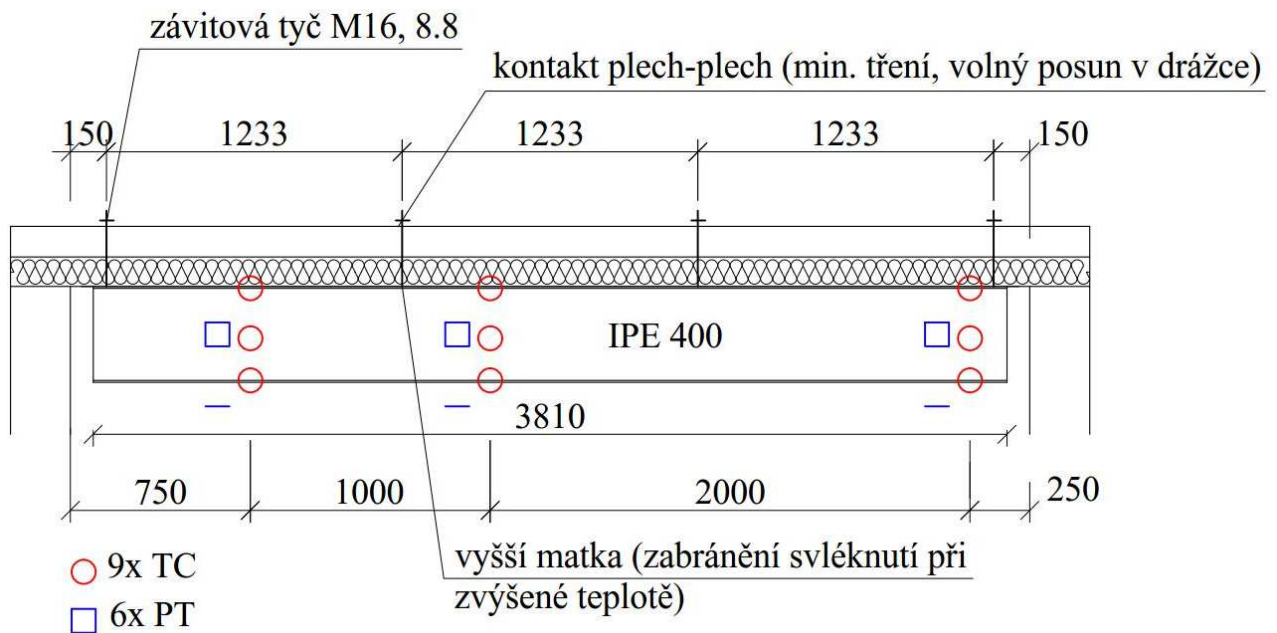 závitová tyč M16, 8.8
kontakt plech-plech (min. tření, volný posun v drážce)
150 1233 1233 1233 150
IPE 400
3810
750 1000 2000 250
vyšší matka (zabránění svléknutí při
zvýšené teplotě)
9x TC
6x PT